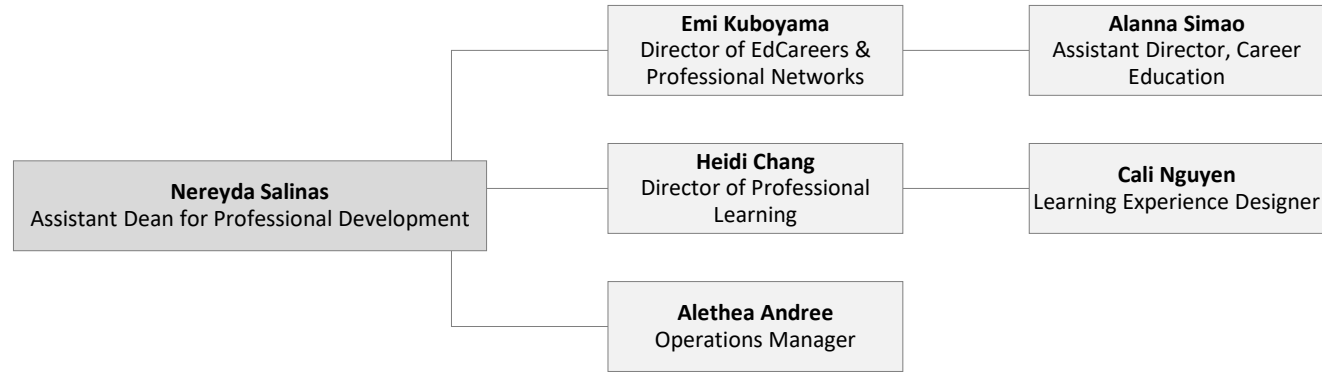 Emi Kuboyama
Director of EdCareers &
Professional Networks
Alanna Simao
Assistant Director, Career
Education
Nereyda Salinas
Assistant Dean for Professional Development
Heidi Chang
Director of Professional
Learning
Cali Nguyen
Learning Experience Designer
Alethea Andree
Operations Manager